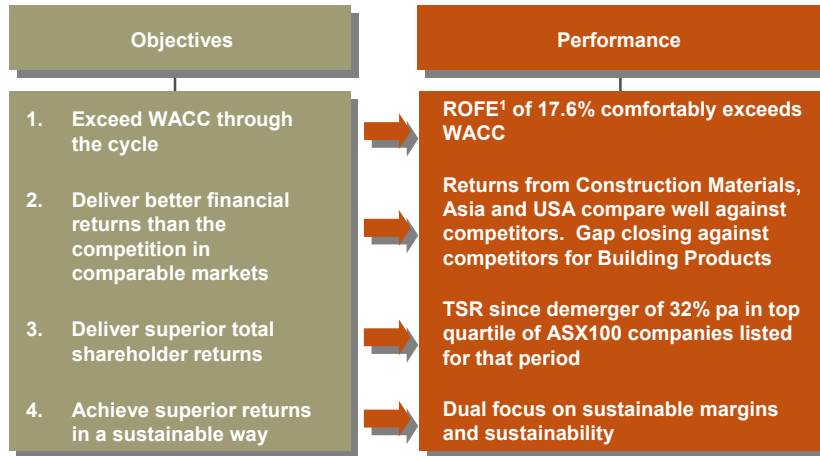 Objectives
Performance
1. Exceed WACC through
the cycle
ROFE¹ of 17.6% comfortably exceeds
WACC
2. Deliver better financial
returns than the
competition in
comparable markets
Returns from Construction Materials,
Asia and USA compare well against
competitors. Gap closing against
competitors for Building Products
3. Deliver superior total
shareholder returns
TSR since demerger of 32% pa in top
quartile of ASX100 companies listed
for that period
4. Achieve superior returns
in a sustainable way
Dual focus on sustainable margins
and sustainability